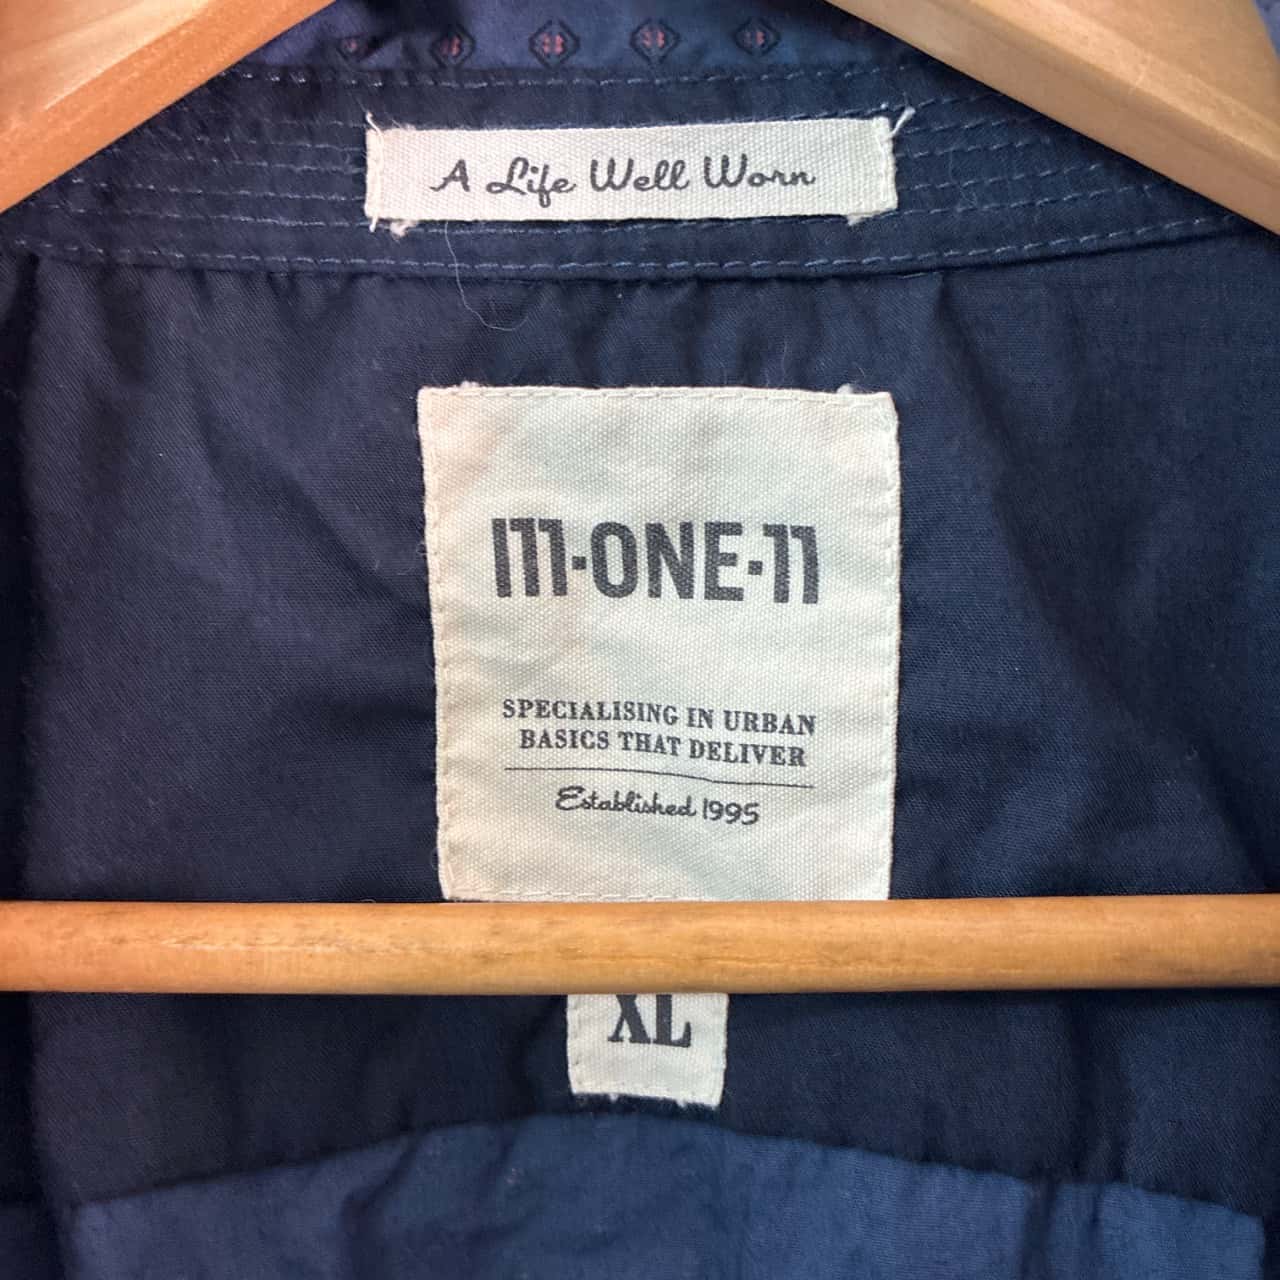 A Life Well Worn
111·ONE·11
SPECIALISING IN URBAN
BASICS THAT DELIVER
Established 1995
XL